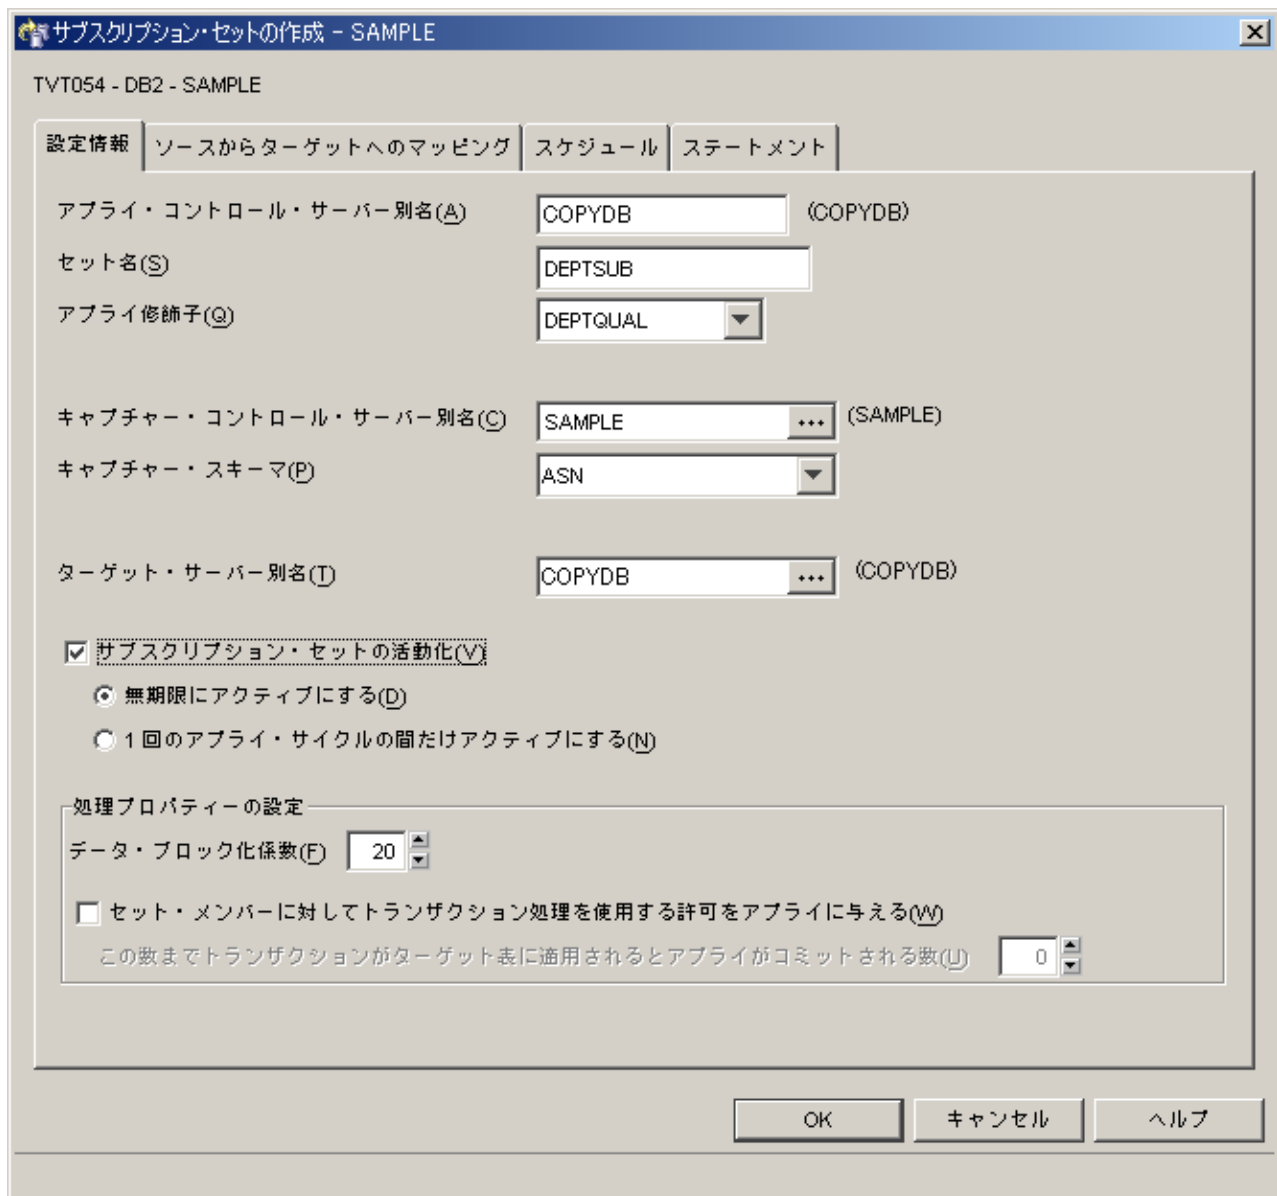 サブスクリプション・セットの作成 - SAMPLE
TVT054 - DB2 - SAMPLE
設定情報 ソースからターゲットへのマッピング スケジュール ステートメント
アプライ・コントロール・サーバー別名(A) COPYDB (COPYDB)
セット名(S) DEPTSUB
アプライ修飾子(Q) DEPTQUAL
キャプチャー・コントロール・サーバー別名(C) SAMPLE ... (SAMPLE)
キャプチャー・スキーマ(P) ASN
ターゲット・サーバー別名(T) COPYDB ... (COPYDB)
サブスクリプション・セットの活動化(V)
無期限にアクティブにする(D)
1回のアプライ・サイクルの間だけアクティブにする(N)
処理プロパティーの設定
データ・ブロック化係数(F) 20
セット・メンバーに対してトランザクション処理を使用する許可をアプライに与える(W)
この数までトランザクションがターゲット表に適用されるとアプライがコミットされる数(U) 0
OK キャンセル ヘルプ